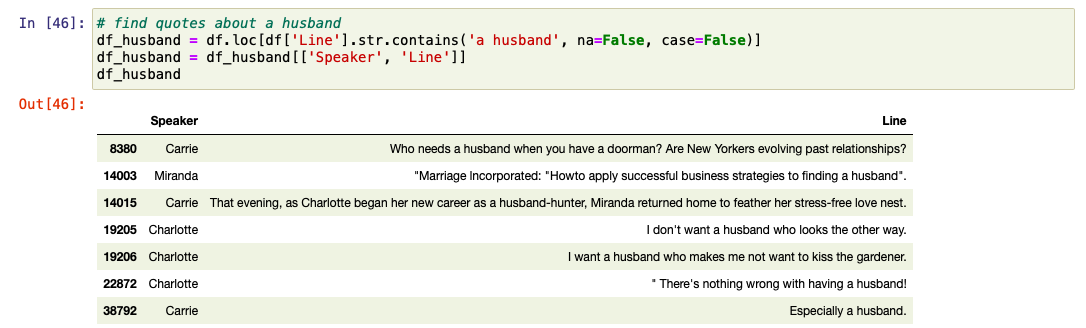 In [46]: # find quotes about a husband
df_husband = df.loc[df['Line'].str.contains('a husband', na=False, case=False)]
df_husband = df_husband[['Speaker', 'Line']]
df_husband
Out[46]:
Speaker Line
8380 Carrie Who needs a husband when you have a doorman? Are New Yorkers evolving past relationships?
14003 Miranda "Marriage Incorporated: "Howto apply successful business strategies to finding a husband".
14015 Carrie That evening, as Charlotte began her new career as a husband-hunter, Miranda returned home to feather her stress-free love nest.
19205 Charlotte I don't want a husband who looks the other way.
19206 Charlotte I want a husband who makes me not want to kiss the gardener.
22872 Charlotte " There's nothing wrong with having a husband!
38792 Carrie Especially a husband.